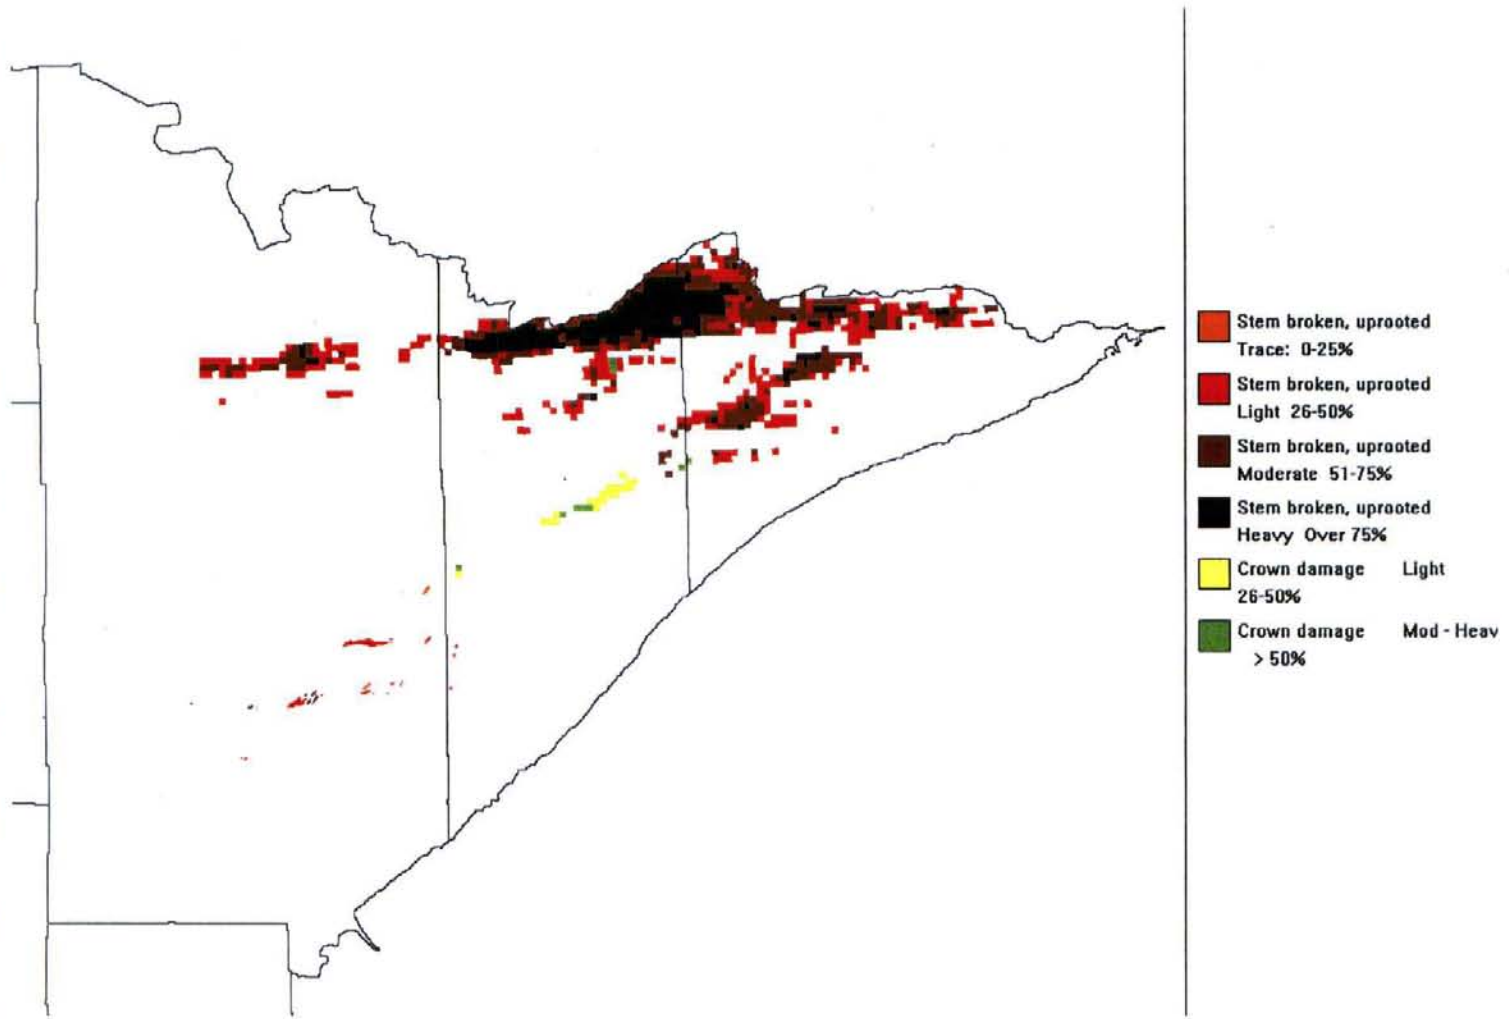 Stem broken, uprooted
Trace: 0-25%
Stem broken, uprooted
Light 26-50%
Stem broken, uprooted
Moderate 51-75%
Stem broken, uprooted
Heavy Over 75%
Crown damage Light
26-50%
Crown damage Mod - Heav
> 50%